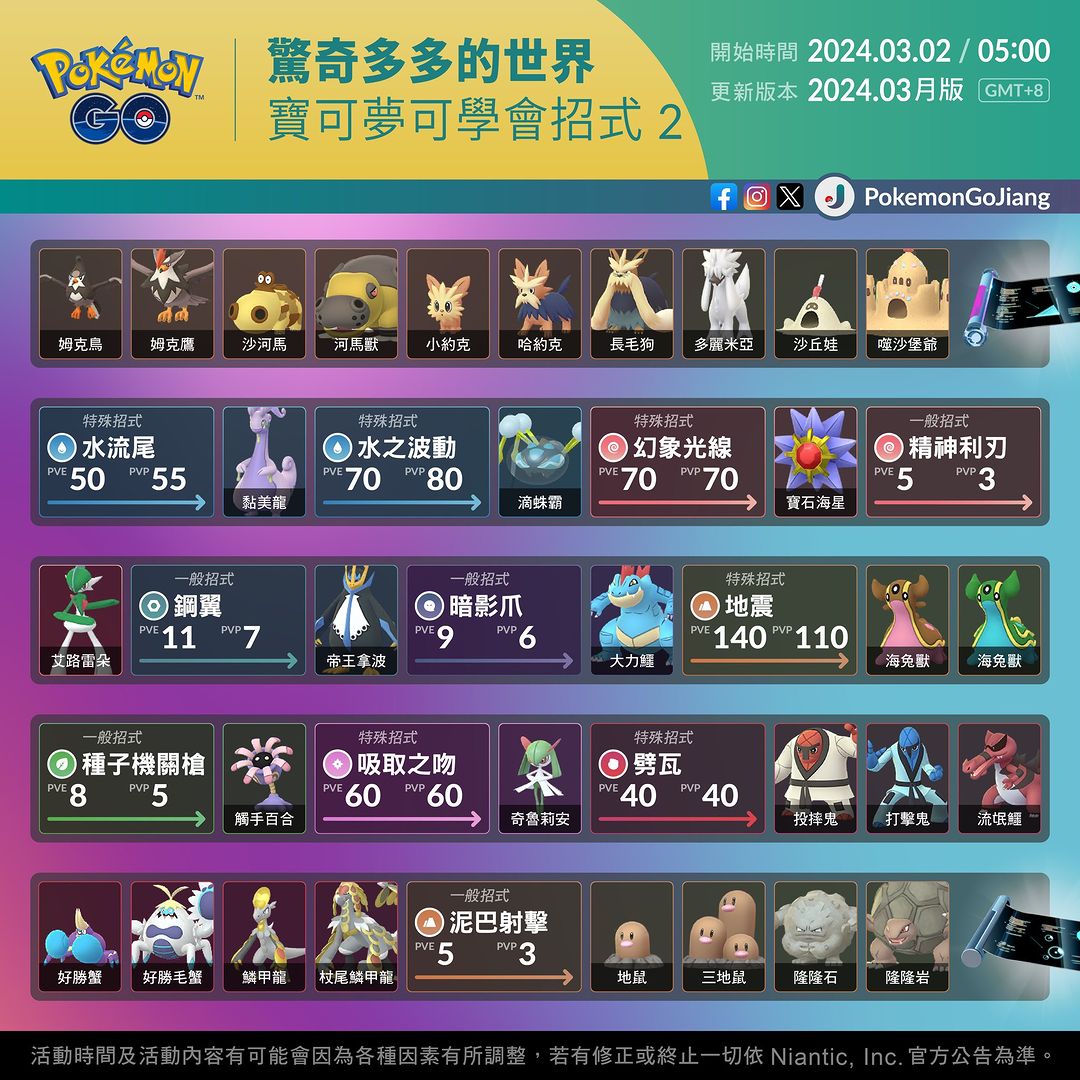 POKÉMON GO™
驚奇多多的世界
寶可夢可學會招式 2
開始時間 2024.03.02 / 05:00
更新版本 2024.03月版 GMT+8
PokemonGoJiang
姆克鳥 姆克鷹 沙河馬 河馬獸 小約克 哈約克 長毛狗 多麗米亞 沙丘娃 噬沙堡爺
特殊招式 水流尾 PVE 50 PVP 55
黏美龍
特殊招式 水之波動 PVE 70 PVP 80
滴蛛霸
特殊招式 幻象光線 PVE 70 PVP 70
寶石海星
一般招式 精神利刃 PVE 5 PVP 3
艾路雷朵
一般招式 鋼翼 PVE 11 PVP 7
帝王拿波
一般招式 暗影爪 PVE 9 PVP 6
大力鱷
特殊招式 地震 PVE 140 PVP 110
海兔獸 海兔獸
一般招式 種子機關槍 PVE 8 PVP 5
觸手百合
特殊招式 吸取之吻 PVE 60 PVP 60
奇魯莉安
特殊招式 劈瓦 PVE 40 PVP 40
投摔鬼 打擊鬼 流氓鱷
好勝蟹 好勝毛蟹 鱗甲龍 杖尾鱗甲龍
一般招式 泥巴射擊 PVE 5 PVP 3
地鼠 三地鼠 隆隆石 隆隆岩
活動時間及活動內容有可能會因為各種因素有所調整，若有修正或終止一切依 Niantic, Inc. 官方公告為準。